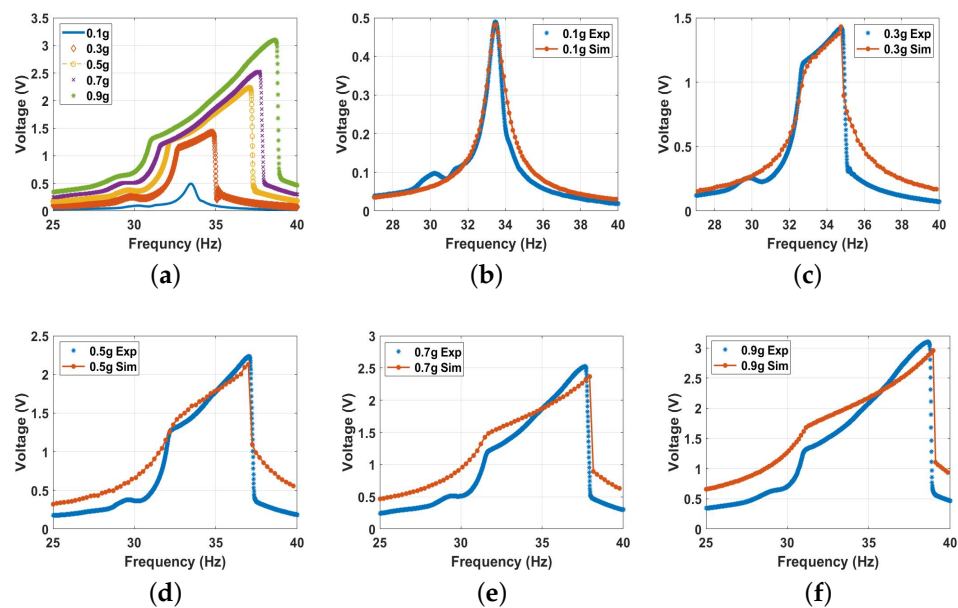 3.5
3
2.5
2
1.5
1
0.5
0
25 30 35 40
Voltage (V)
Frequncy (Hz)
0.1g
0.3g
0.5g
0.7g
0.9g
(a)
0.5
0.4
0.3
0.2
0.1
0
28 30 32 34 36 38 40
Voltage (V)
Frequency (Hz)
0.1g Exp
0.1g Sim
(b)
1.5
1
0.5
0
28 30 32 34 36 38 40
Voltage (V)
Frequency (Hz)
0.3g Exp
0.3g Sim
(c)
2.5
2
1.5
1
0.5
0
25 30 35 40
Voltage (V)
Frequency (Hz)
0.5g Exp
0.5g Sim
(d)
3
2.5
2
1.5
1
0.5
0
25 30 35 40
Voltage (V)
Frequency (Hz)
0.7g Exp
0.7g Sim
(e)
3
2.5
2
1.5
1
0.5
0
25 30 35 40
Voltage (V)
Frequency (Hz)
0.9g Exp
0.9g Sim
(f)